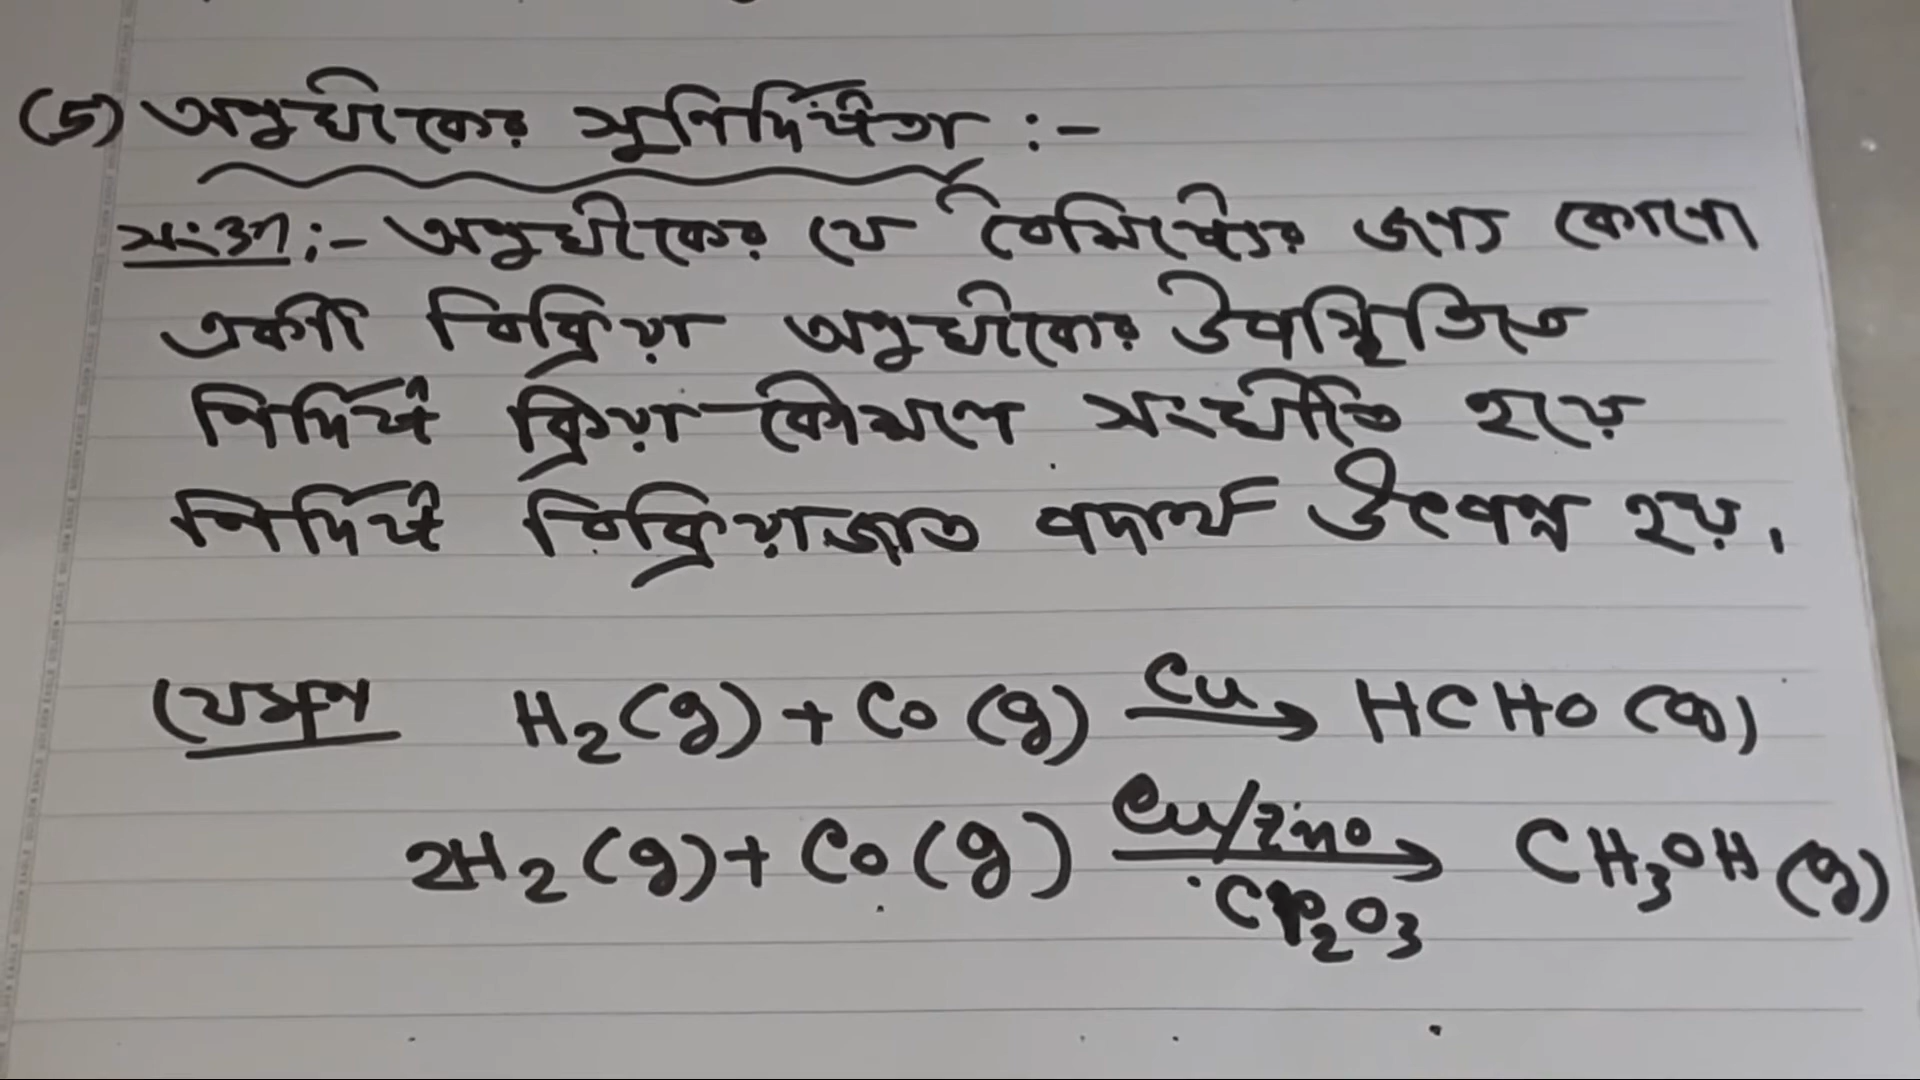 (৫) অনুঘটকের সুনির্দিষ্টতা :-
সংজ্ঞা :- অনুঘটকের যে বৈশিষ্ট্যের জন্য কোনো
একটি বিক্রিয়া অনুঘটকের উপস্থিতিতে
নির্দিষ্ট ক্রিয়া-কৌশলে সংঘটিত হয়ে
নির্দিষ্ট বিক্রিয়াজাত পদার্থ উৎপন্ন হয়।
যেমন H₂(g) + CO (g) Cu → HCHO (g)
2H₂ (g) + CO (g) Cu/ZnO → Cr₂O₃ CH₃OH (g)